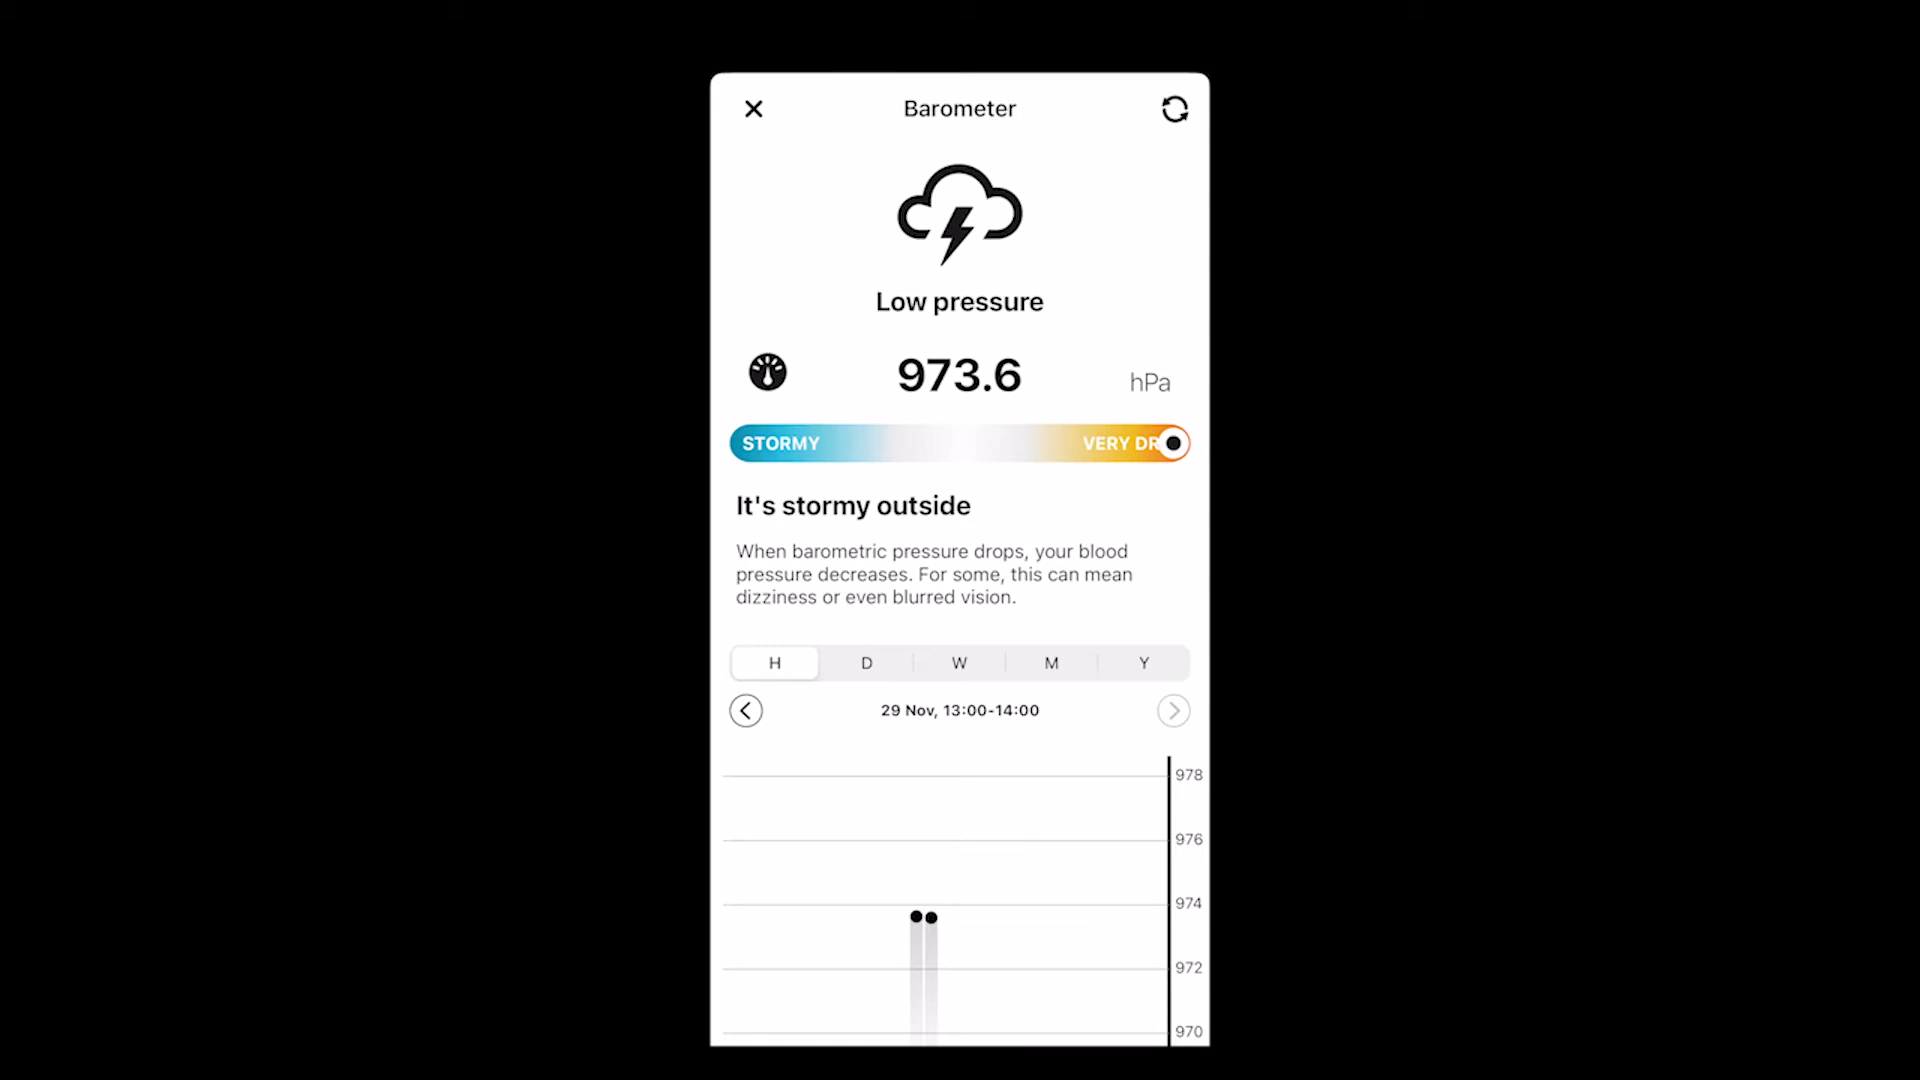 Barometer
Low pressure
973.6
hPa
STORMY
VERY DR
It's stormy outside
When barometric pressure drops, your blood
pressure decreases. For some, this can mean
dizziness or even blurred vision.
H D W M Y
29 Nov, 13:00-14:00
978
976
974
972
970